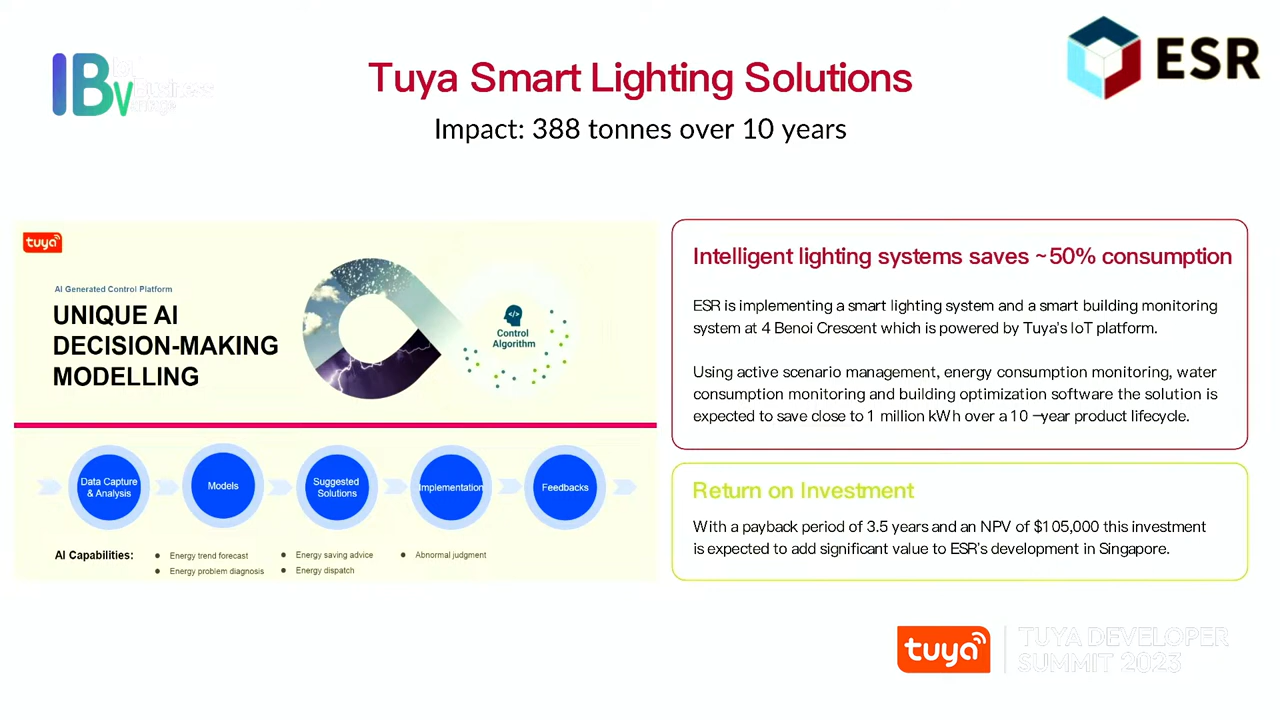 IBV
Business
ESR
Tuya Smart Lighting Solutions
Impact: 388 tonnes over 10 years
tuya
AI Generated Control Platform
UNIQUE AI
DECISION-MAKING
MODELLING
</>
Control
Algorithm
Data Capture
& Analysis
Models
Suggested
Solutions
Implementation
Feedbacks
AI Capabilities:
• Energy trend forecast
• Energy saving advice
• Abnormal judgment
• Energy problem diagnosis
• Energy dispatch
Intelligent lighting systems saves ~50% consumption
ESR is implementing a smart lighting system and a smart building monitoring
system at 4 Benoi Crescent which is powered by Tuya's IoT platform.
Using active scenario management, energy consumption monitoring, water
consumption monitoring and building optimization software the solution is
expected to save close to 1 million kWh over a 10 –year product lifecycle.
Return on Investment
With a payback period of 3.5 years and an NPV of $105,000 this investment
is expected to add significant value to ESR's development in Singapore.
tuya
TUYA DEVELOPER
SUMMIT 2023